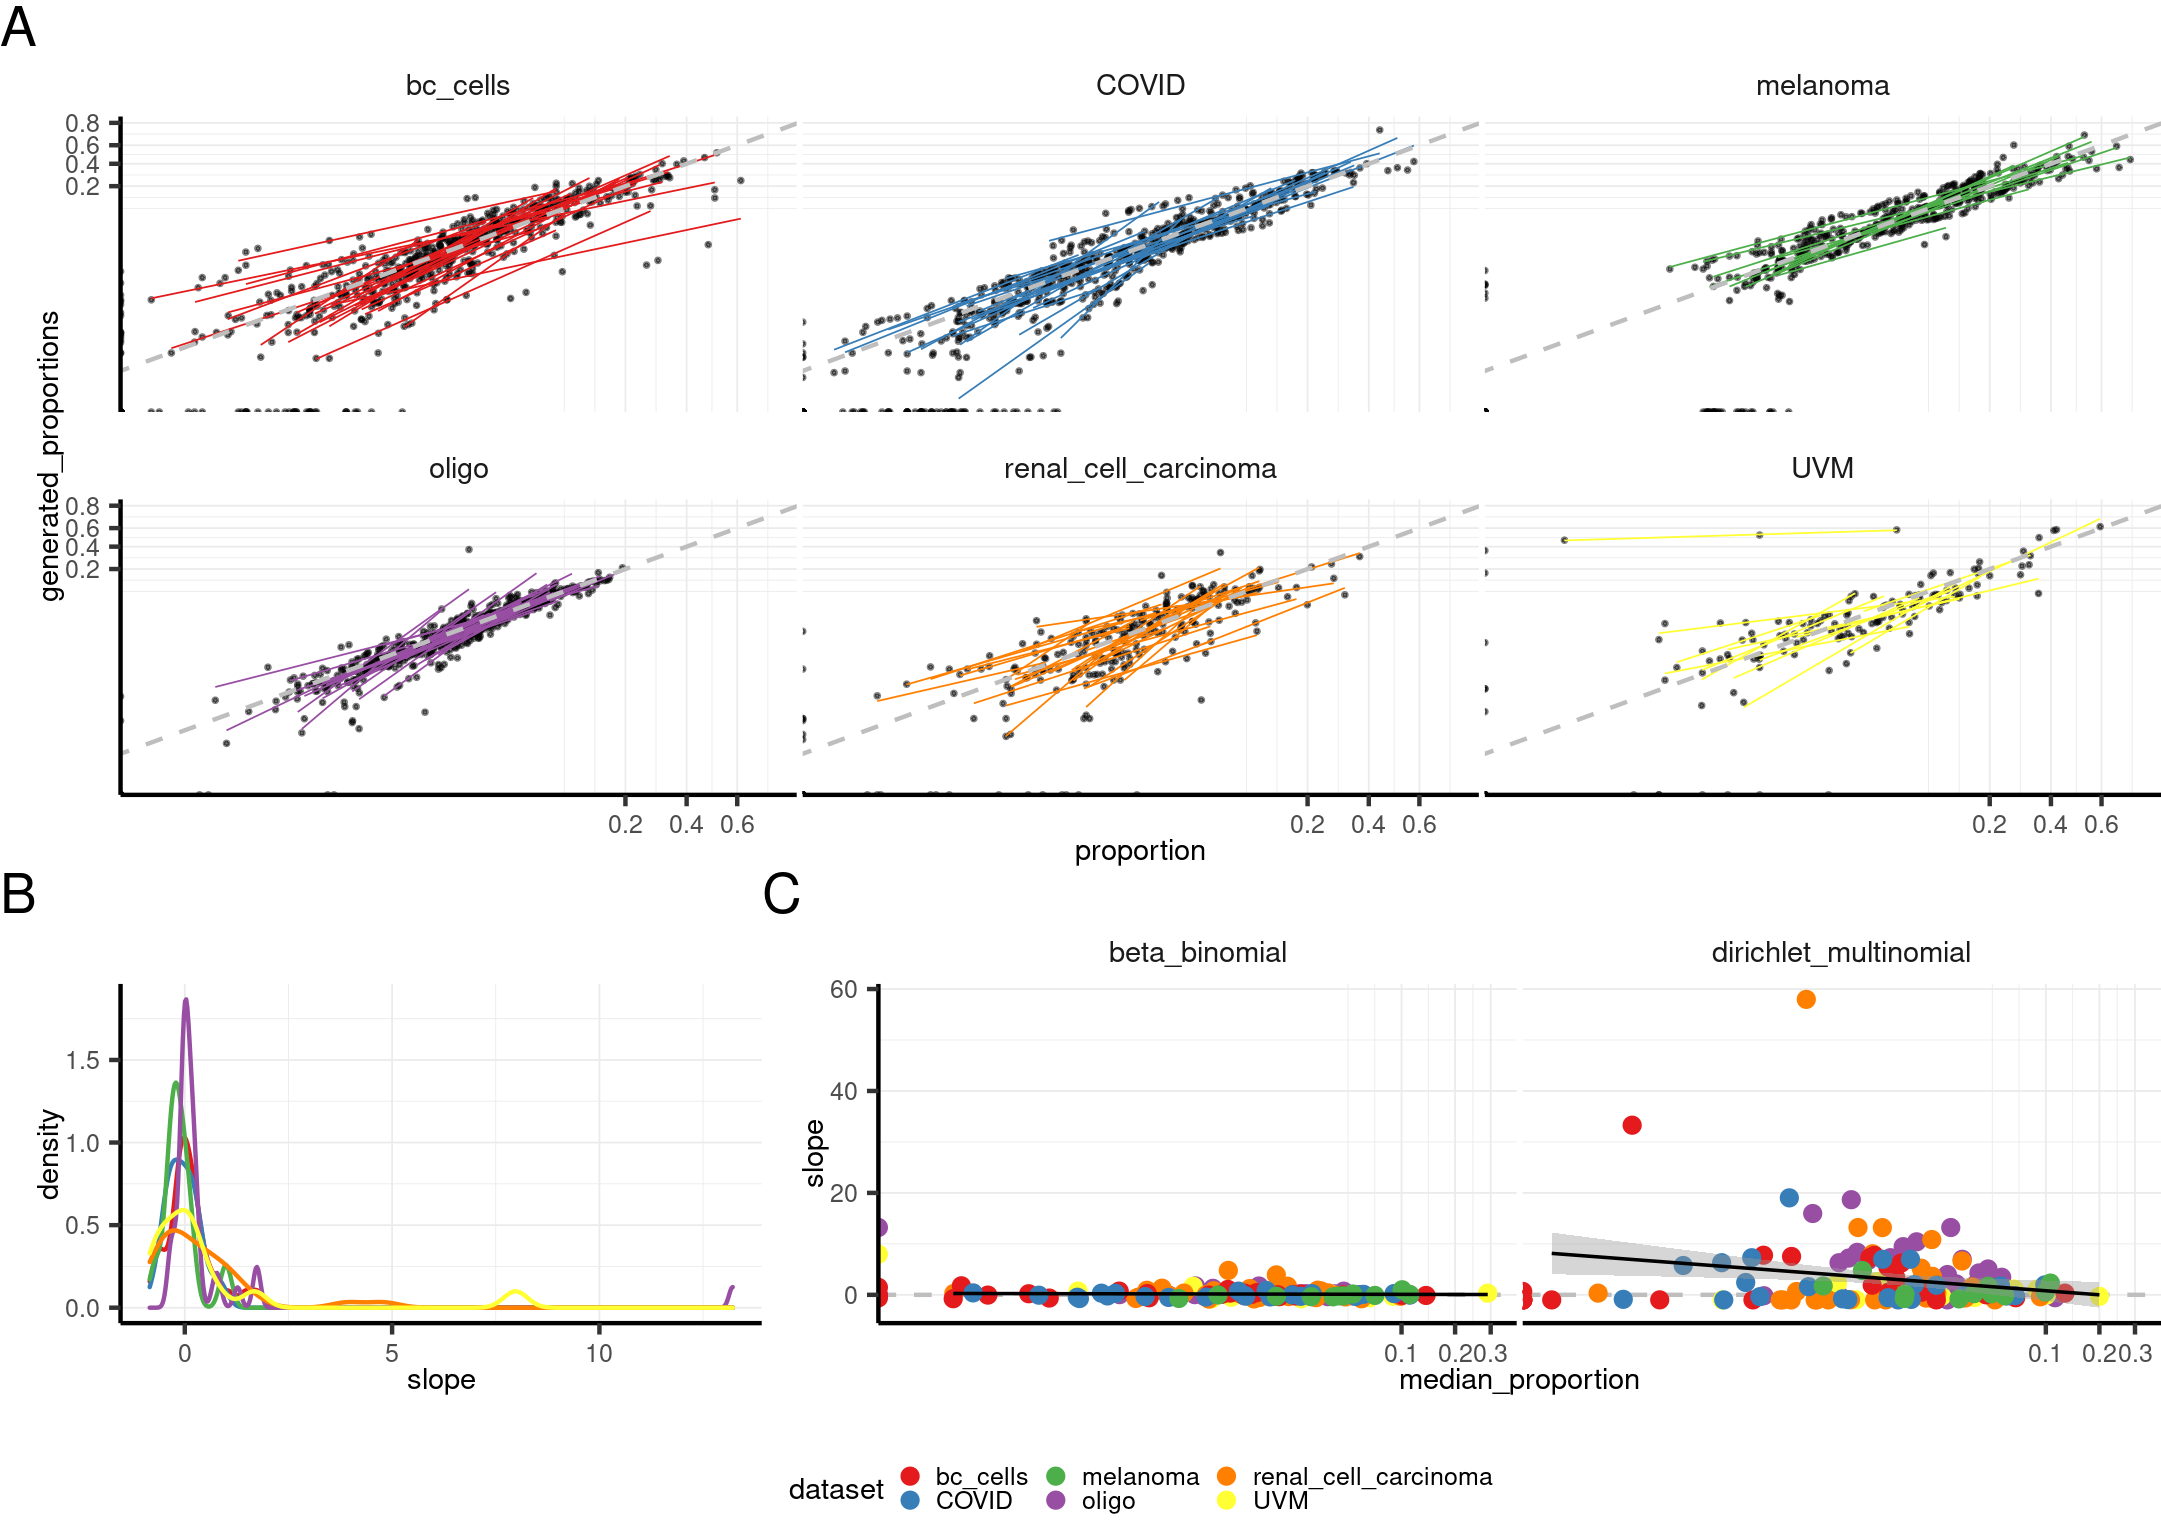 A
bc_cells COVID melanoma
0.8
0.6
0.4
0.2
generated_proportions
oligo renal_cell_carcinoma UVM
0.8
0.6
0.4
0.2
0.2 0.4 0.6 0.2 0.4 0.6 0.2 0.4 0.6
proportion
B C
beta_binomial dirichlet_multinomial
density
1.5
1.0
0.5
0.0
0 5 10
slope
slope
60
40
20
0
0.1 0.2 0.3 0.1 0.2 0.3
median_proportion
dataset
bc_cells melanoma renal_cell_carcinoma
COVID oligo UVM